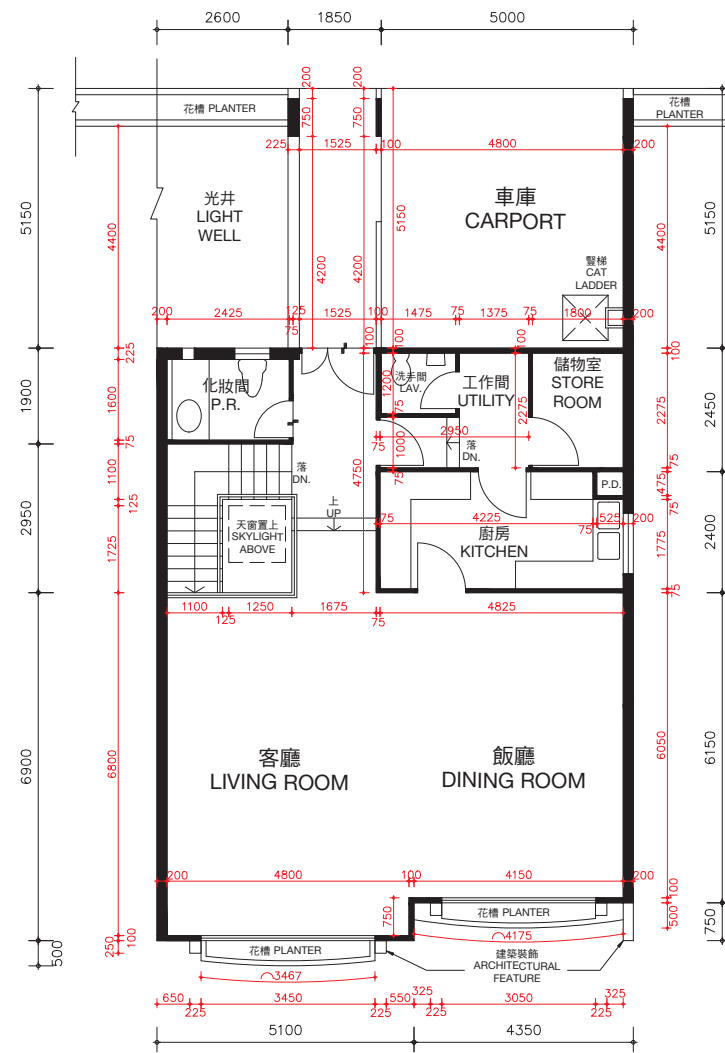 2600 1850 5000
200 200
花槽 PLANTER
花槽
PLANTER
750 750
225 1525 100 4800 200
光井
LIGHT
WELL
車庫
CARPORT
5150
4400
4200
4200
5150
4400
5150
豎梯
CAT
LADDER
200 2425 125 1525 100 1475 75 1375 75 1800 200
75
225
100
100
100
100
化妝間
P.R.
洗手間
LAV.
工作間
UTILITY
儲物室
STORE
ROOM
1900
1600
1200
2275
2275
2450
75
75
2950
75
1000
75
75
落
DN.
落
DN.
1100
4750
475
P.D.
上
UP
125
2950
天窗置上
SKYLIGHT
ABOVE
75 4225 525 200
75
廚房
KITCHEN
1725
1775
2400
75
1100 1250 1675 4825
125 75
客廳
LIVING ROOM
飯廳
DINING ROOM
6900
6800
6050
6150
200 4800 100 4150 200
100
750
花槽 PLANTER
500
750
4175
250
100
500
花槽 PLANTER
建築裝飾
ARCHITECTURAL
FEATURE
3467
650 3450 550 325 3050 325
225 225 225 225
5100 4350